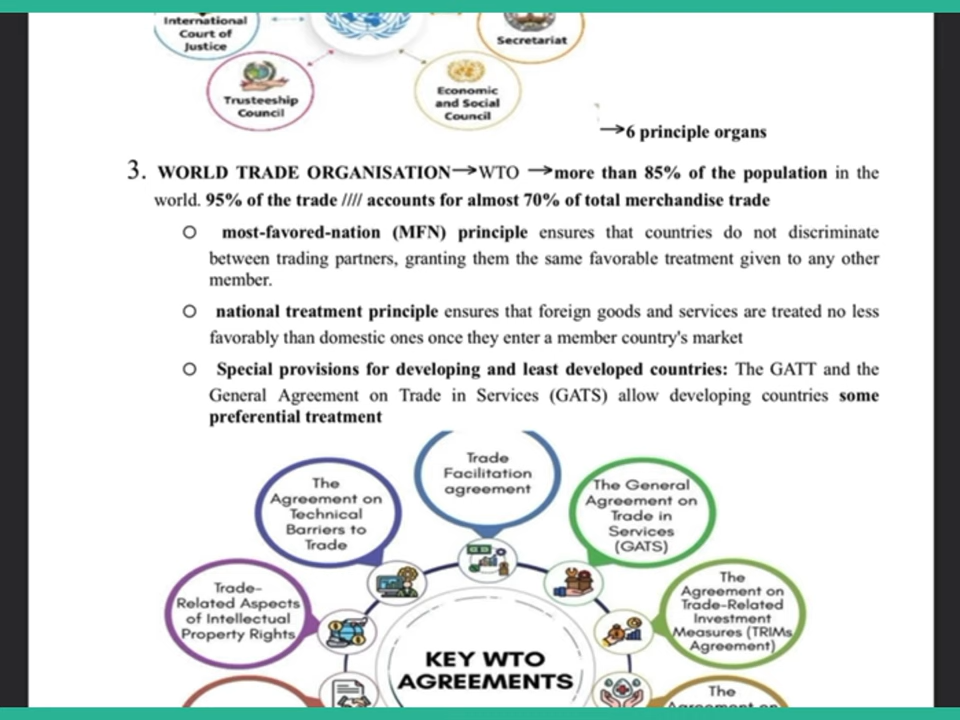 International
Court of
Justice
Secretariat
Trusteeship
Council
Economic
and Social
Council
→6 principle organs
3. WORLD TRADE ORGANISATION→WTO →more than 85% of the population in the
world. 95% of the trade //// accounts for almost 70% of total merchandise trade
○ most-favored-nation (MFN) principle ensures that countries do not discriminate
between trading partners, granting them the same favorable treatment given to any other
member.
○ national treatment principle ensures that foreign goods and services are treated no less
favorably than domestic ones once they enter a member country's market
○ Special provisions for developing and least developed countries: The GATT and the
General Agreement on Trade in Services (GATS) allow developing countries some
preferential treatment
Trade
Facilitation
agreement
The
Agreement on
Technical
Barriers to
Trade
The General
Agreement on
Trade in
Services
(GATS)
Trade-
Related Aspects
of Intellectual
Property Rights
The
Agreement on
Trade-Related
Investment
Measures (TRIMs
Agreement)
KEY WTO
AGREEMENTS
The
Agreement on